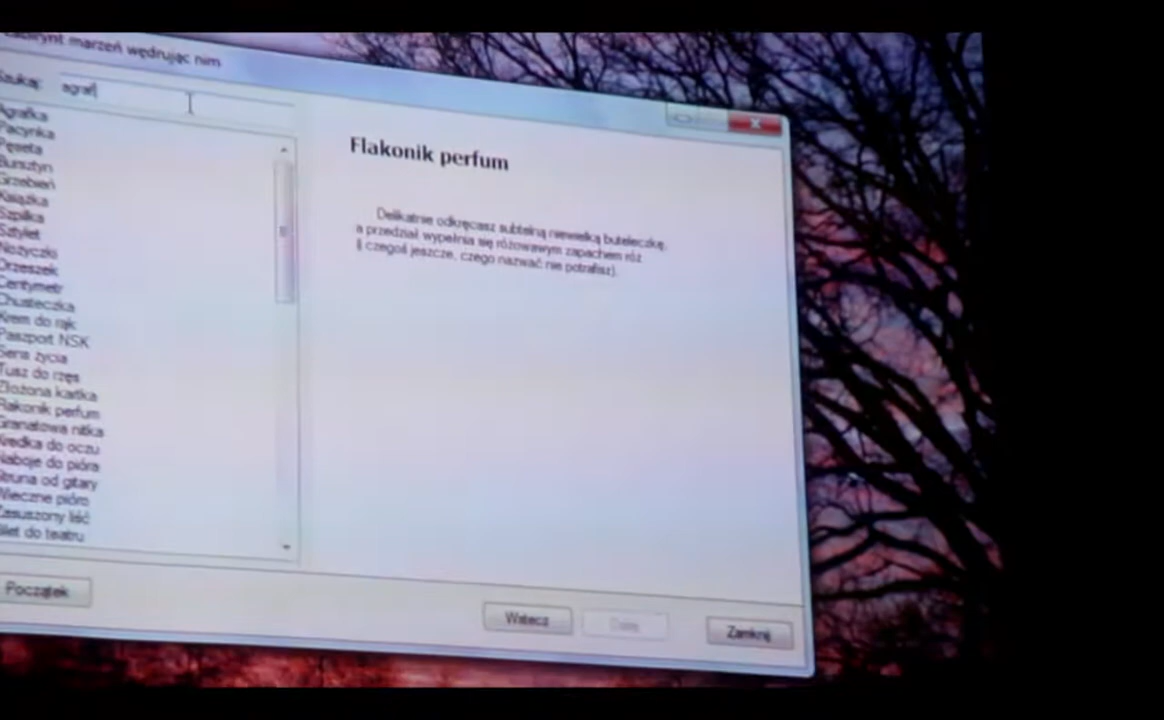 marzeń wędrując nim
Szukaj: agraf
Agrafka
Pacynka
Peseta
Bursztyn
Grzebień
Książka
Szpilka
Sztylet
Nożyczki
Orzeszek
Centymetr
Chusteczka
Krem do rąk
Paszport NSK
Seria życia
Tusz do rzęs
Złożona kartka
Flakonik perfum
Granatowa nitka
Kredka do oczu
Naboje do pióra
Struna od gitary
Wieczne pióro
Zasuszony liść
Bilet do teatru
Flakonik perfum
Delikatnie odkręcasz subtelną niewielką buteleczkę,
a przedział wypełnia się różowawym zapachem róż
(i czegoś jeszcze, czego nazwać nie potrafisz).
Początek
Wstecz
Dalej
Zamknij